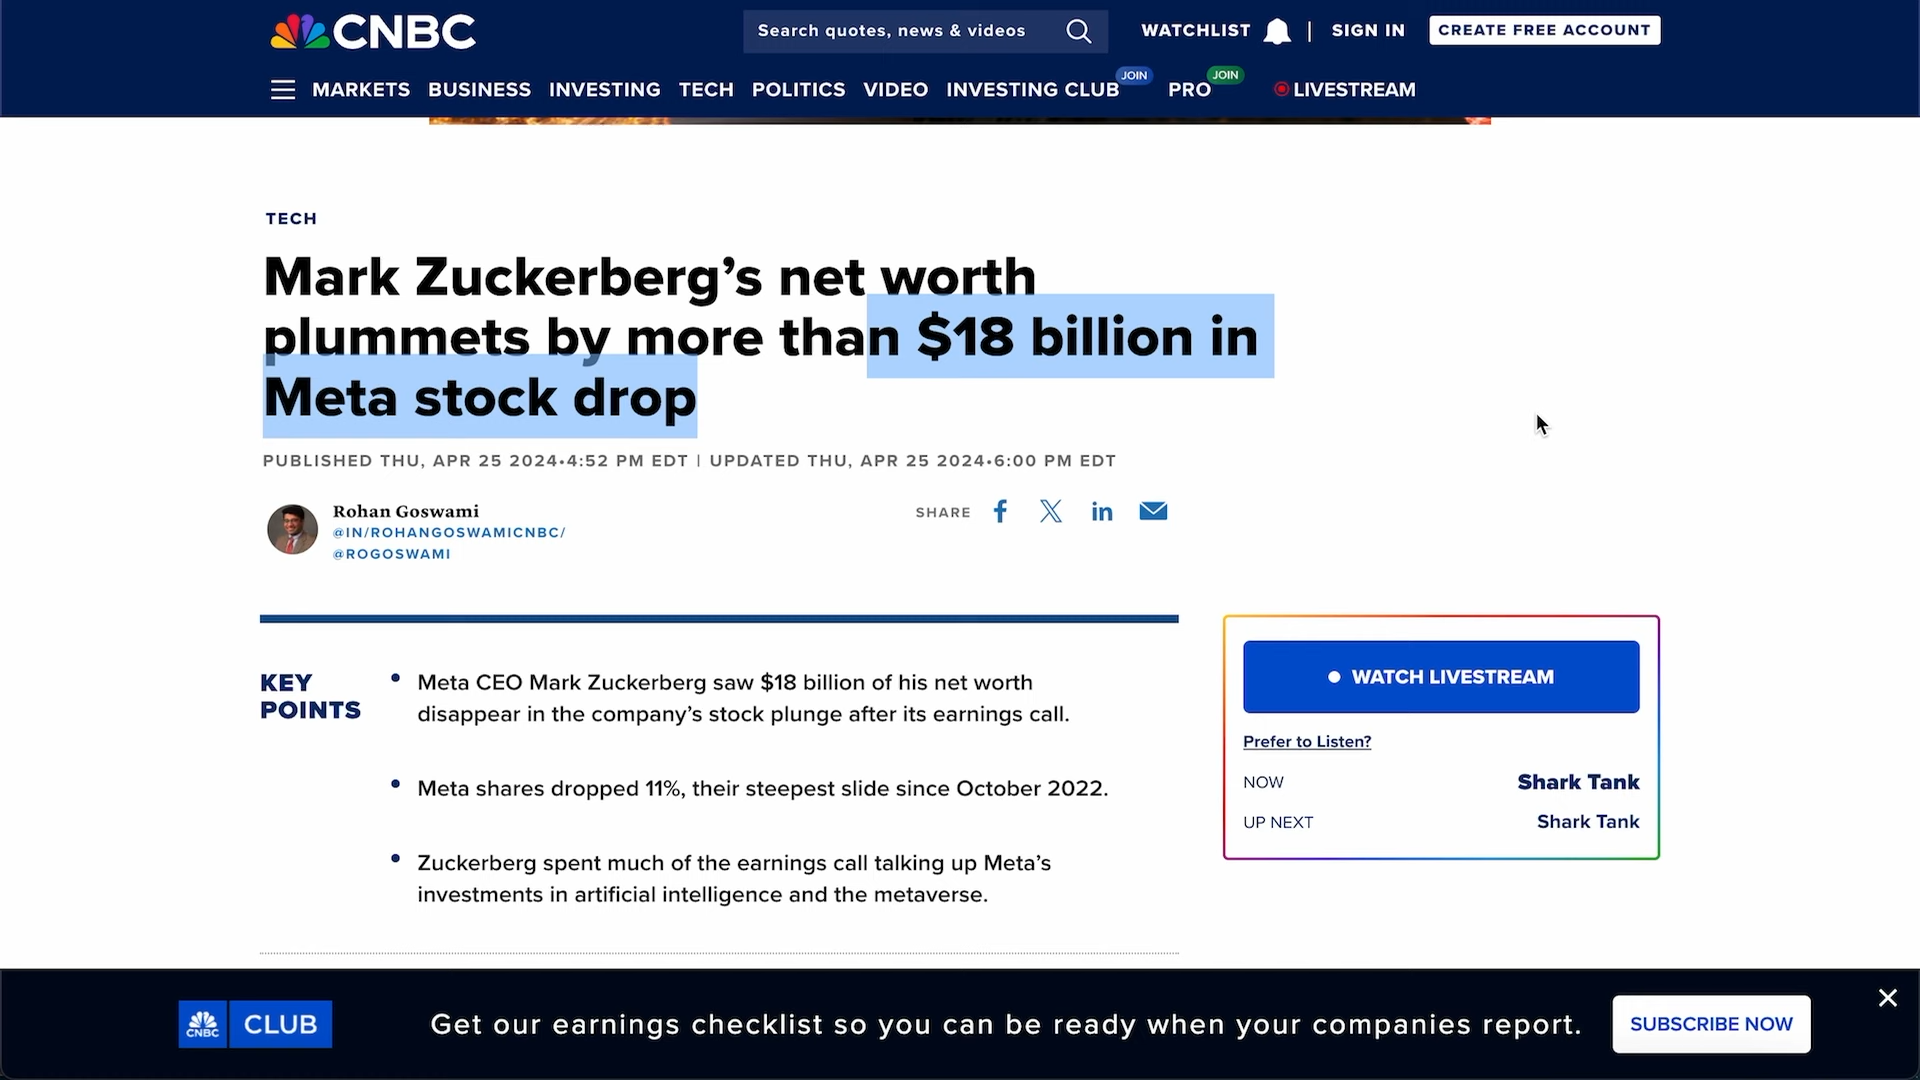 CNBC
Search quotes, news & videos
WATCHLIST | SIGN IN
CREATE FREE ACCOUNT
MARKETS BUSINESS INVESTING TECH POLITICS VIDEO INVESTING CLUB JOIN PRO JOIN LIVESTREAM
TECH
Mark Zuckerberg’s net worth
plummets by more than $18 billion in
Meta stock drop
PUBLISHED THU, APR 25 2024•4:52 PM EDT | UPDATED THU, APR 25 2024•6:00 PM EDT
Rohan Goswami
@IN/ROHANGOSWAMICNBC/
@ROGOSWAMI
SHARE
KEY
POINTS
• Meta CEO Mark Zuckerberg saw $18 billion of his net worth
disappear in the company’s stock plunge after its earnings call.
• Meta shares dropped 11%, their steepest slide since October 2022.
• Zuckerberg spent much of the earnings call talking up Meta’s
investments in artificial intelligence and the metaverse.
WATCH LIVESTREAM
Prefer to Listen?
NOW Shark Tank
UP NEXT Shark Tank
CNBC CLUB
Get our earnings checklist so you can be ready when your companies report.
SUBSCRIBE NOW